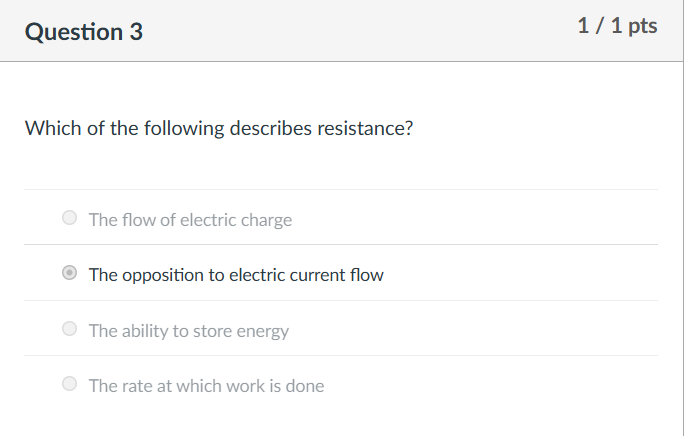 Question 3
1 / 1 pts
Which of the following describes resistance?
The flow of electric charge
The opposition to electric current flow
The ability to store energy
The rate at which work is done